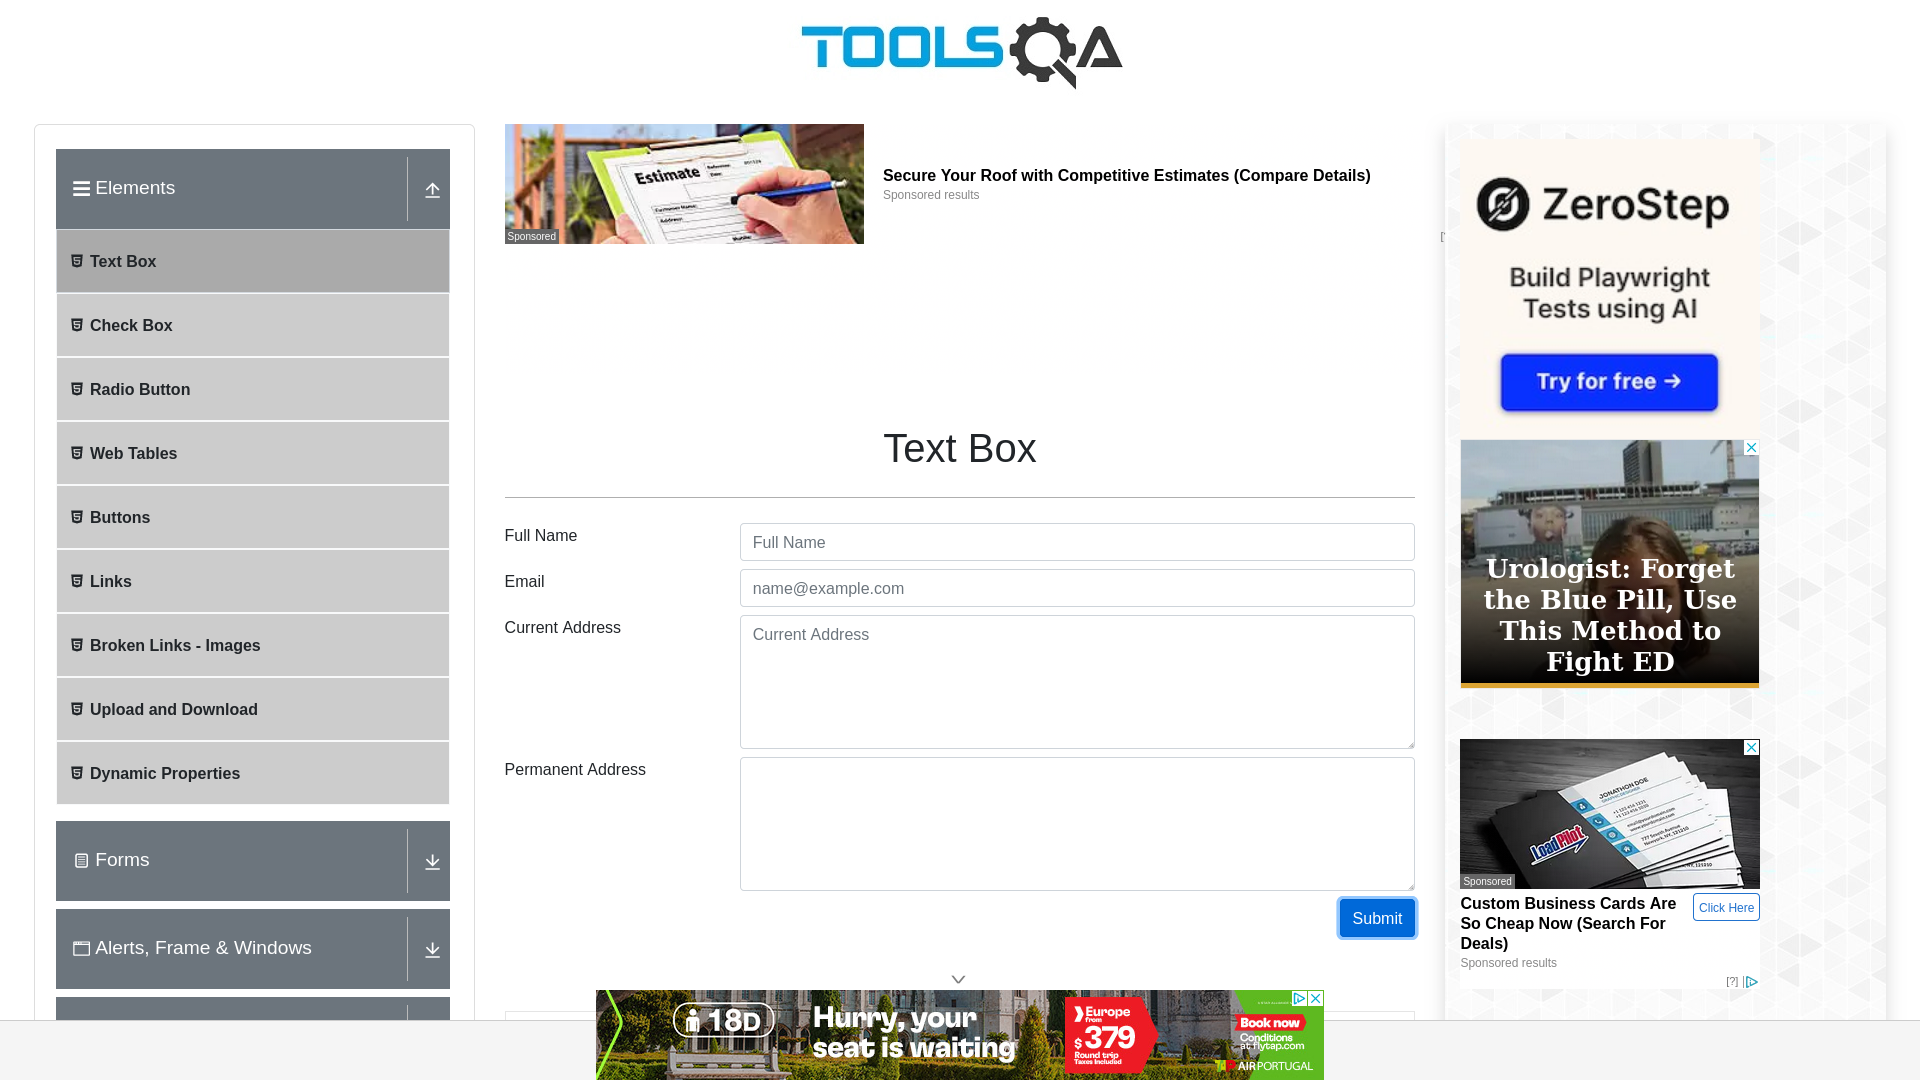 TOOLSQA
Elements
Text Box
Check Box
Radio Button
Web Tables
Buttons
Links
Broken Links - Images
Upload and Download
Dynamic Properties
Forms
Alerts, Frame & Windows
Estimate
Sponsored
Secure Your Roof with Competitive Estimates (Compare Details)
Sponsored results
Text Box
Full Name
Full Name
Email
name@example.com
Current Address
Current Address
Permanent Address
Submit
18D
Hurry, your
seat is waiting
Europe
from
$379
Round trip
Taxes included
Book now
Conditions
at flytap.com
AIRPORTUGAL
ZeroStep
Build Playwright
Tests using AI
Try for free →
Urologist: Forget
the Blue Pill, Use
This Method to
Fight ED
JONATHON DOE
LoadPilot
Sponsored
Custom Business Cards Are
So Cheap Now (Search For
Deals)
Click Here
Sponsored results
[?]